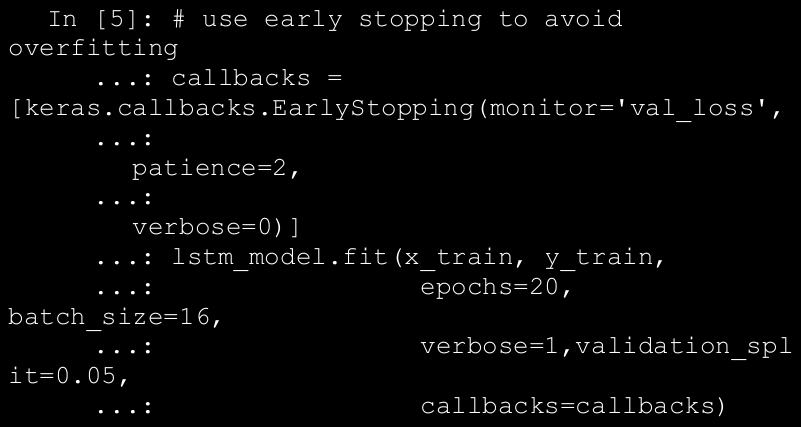 In [5]: # use early stopping to avoid
overfitting
...: callbacks =
[keras.callbacks.EarlyStopping(monitor='val_loss',
...:
patience=2,
...:
verbose=0)]
...: lstm_model.fit(x_train, y_train,
...: epochs=20,
batch_size=16,
...: verbose=1,validation_spl
it=0.05,
...: callbacks=callbacks)